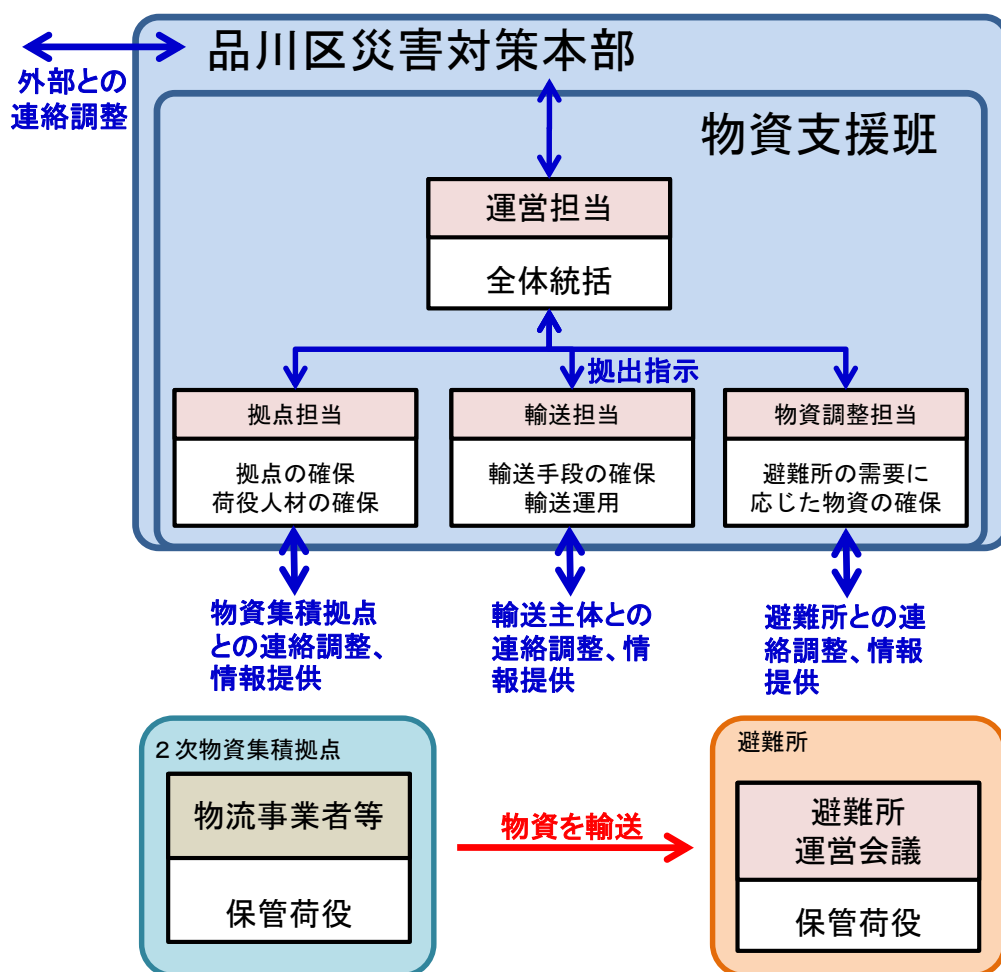 品川区災害対策本部
外部との
連絡調整
物資支援班
運営担当
全体統括
拠出指示
拠点担当
拠点の確保
荷役人材の確保
輸送担当
輸送手段の確保
輸送運用
物資調整担当
避難所の需要に
応じた物資の確保
物資集積拠点
との連絡調整、
情報提供
輸送主体との
連絡調整、情
報提供
避難所との連
絡調整、情報
提供
２次物資集積拠点
物流事業者等
保管荷役
物資を輸送
避難所
避難所
運営会議
保管荷役